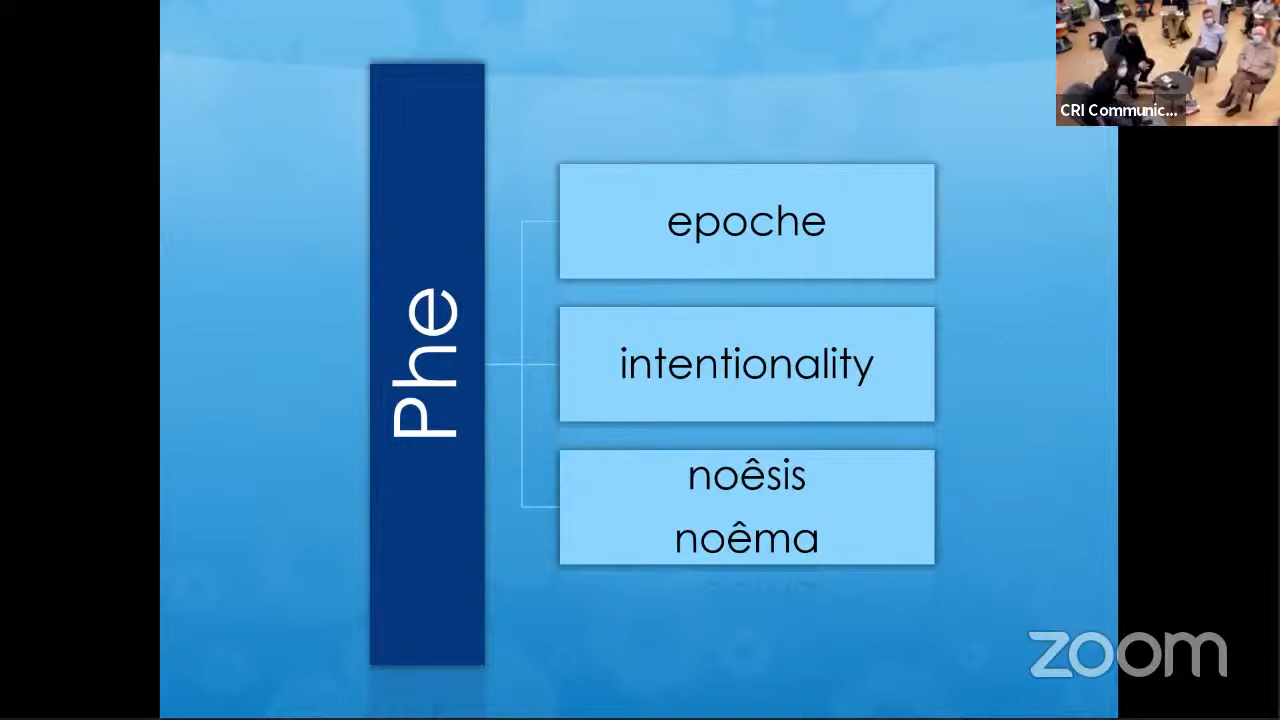 CRI Communic...
Phe
epoche
intentionality
noêsis
noêma
zoom